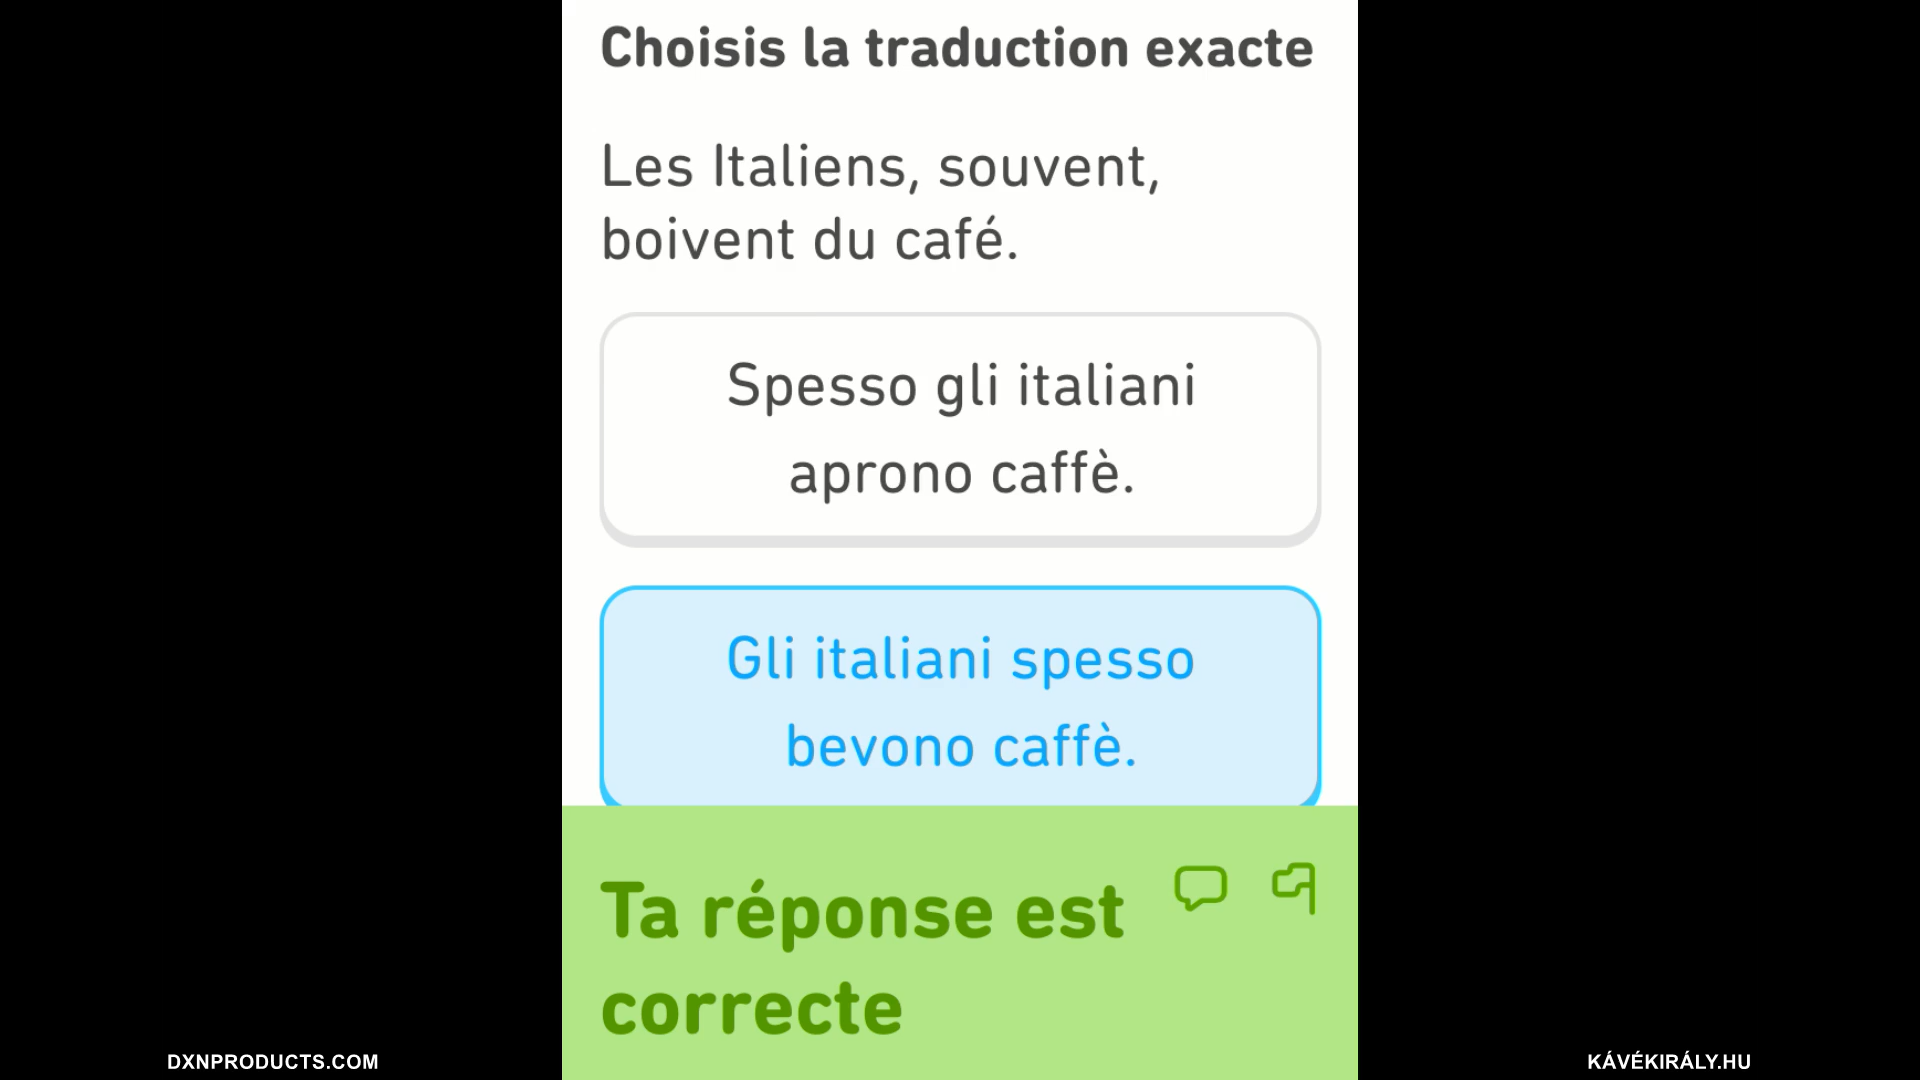 Choisis la traduction exacte
Les Italiens, souvent,
boivent du café.
Spesso gli italiani
aprono caffè.
Gli italiani spesso
bevono caffè.
Ta réponse est
correcte
DXNPRODUCTS.COM
KÁVÉKIRÁLY.HU